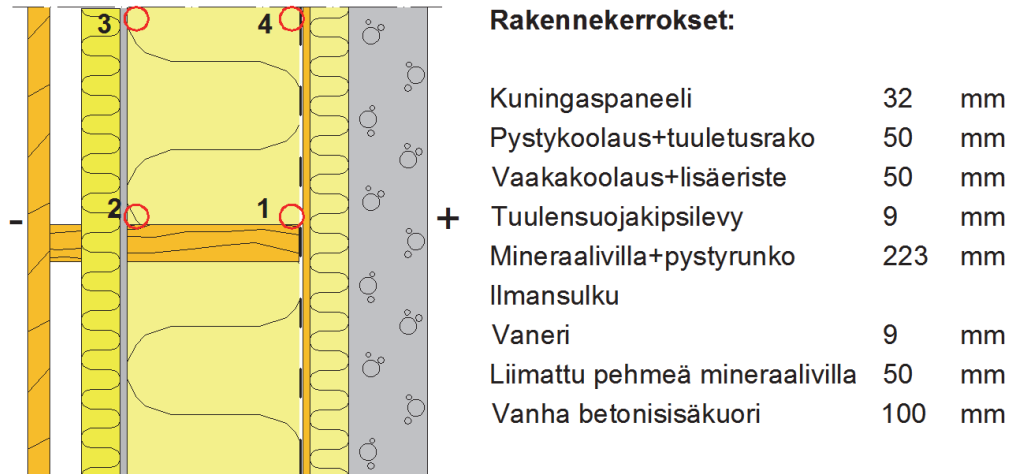 3
4
2
1
-
+
Rakennekerrokset:
Kuningaspaneeli 32 mm
Pystykoolaus+tuuletusrako 50 mm
Vaakakoolaus+lisäeriste 50 mm
Tuulensuojakipsilevy 9 mm
Mineraalivilla+pystyrunko 223 mm
Ilmansulku
Vaneri 9 mm
Liimattu pehmeä mineraalivilla 50 mm
Vanha betonisisäkuori 100 mm